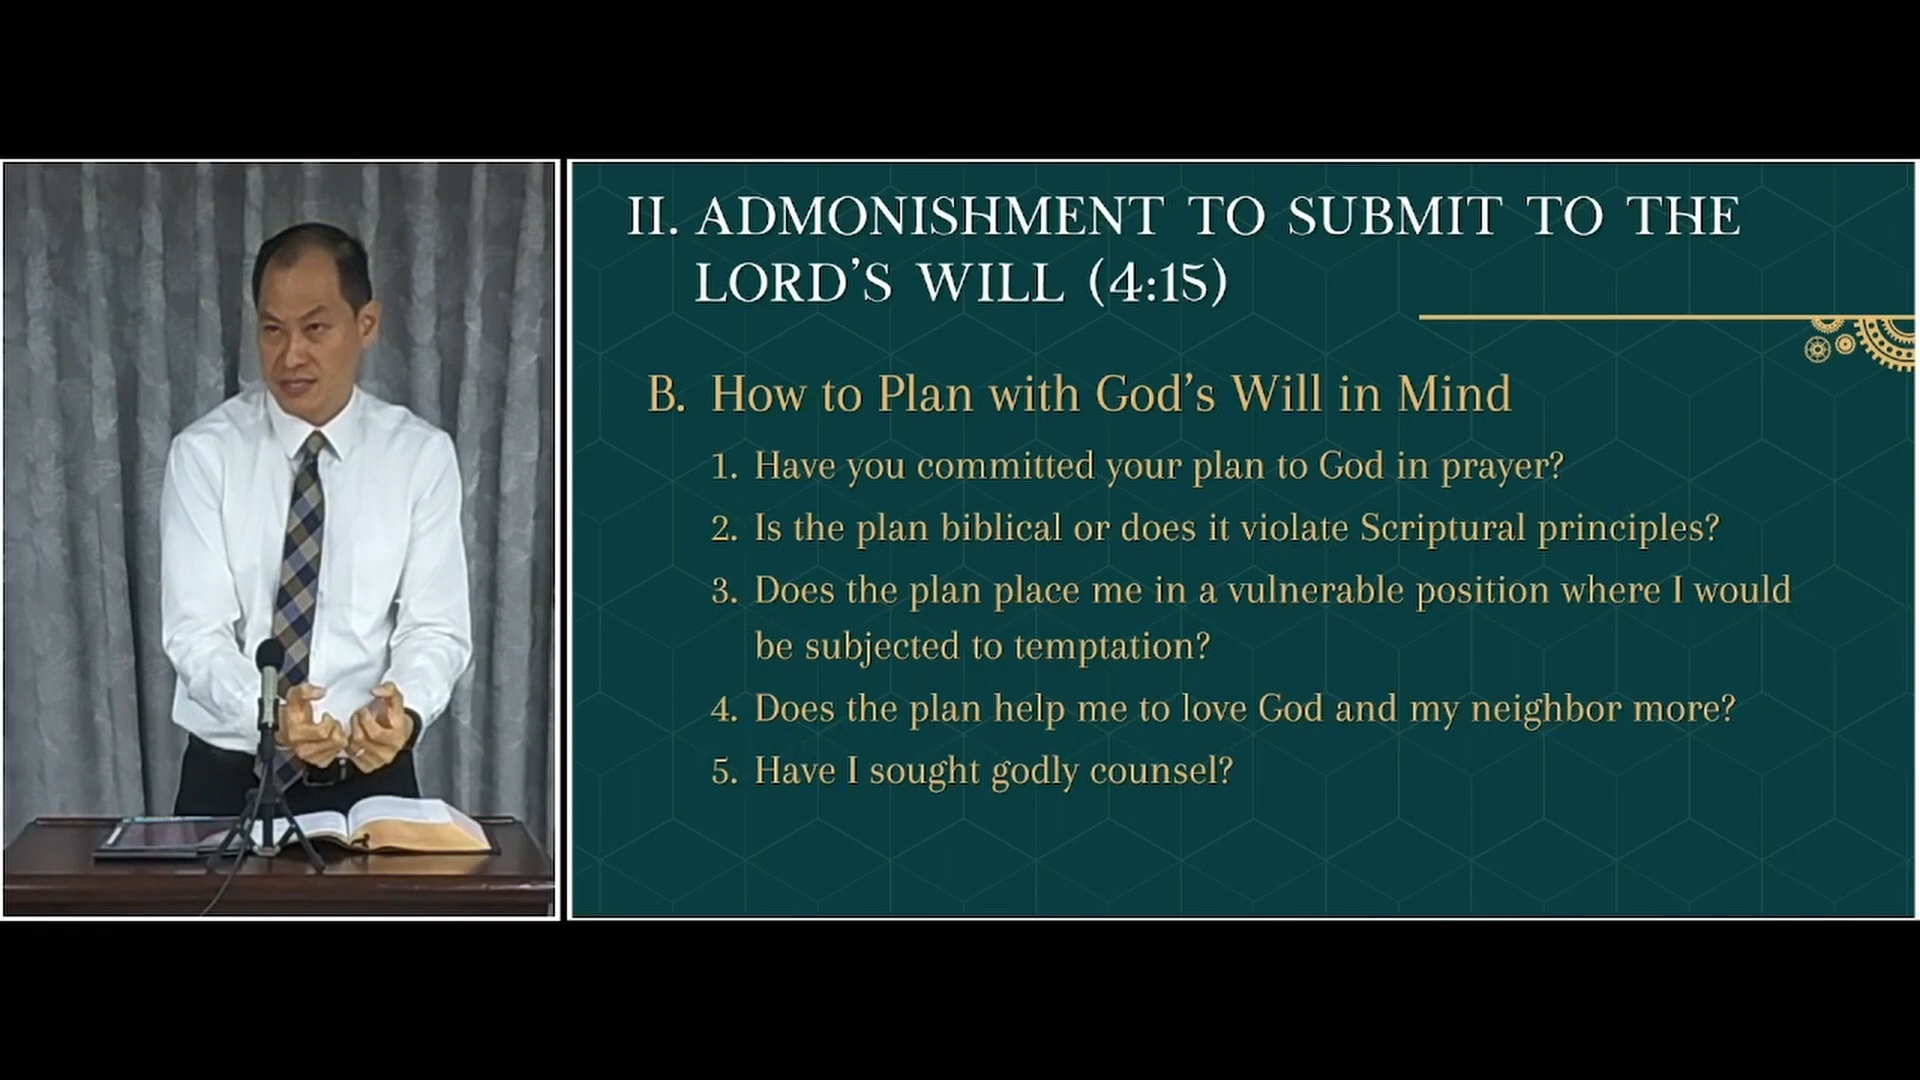 II. ADMONISHMENT TO SUBMIT TO THE
LORD’S WILL (4:15)
B. How to Plan with God’s Will in Mind
1. Have you committed your plan to God in prayer?
2. Is the plan biblical or does it violate Scriptural principles?
3. Does the plan place me in a vulnerable position where I would
be subjected to temptation?
4. Does the plan help me to love God and my neighbor more?
5. Have I sought godly counsel?